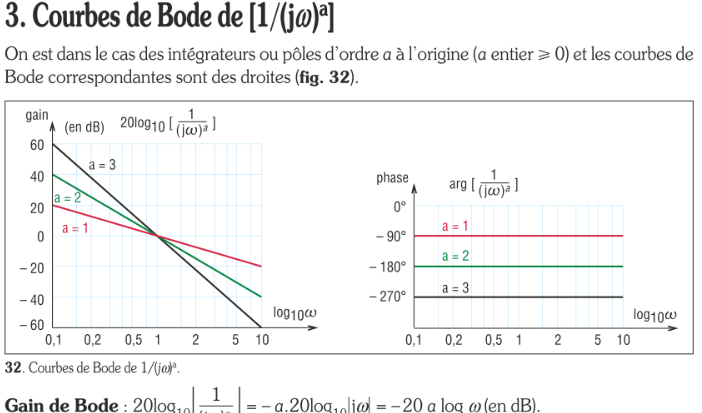 3. Courbes de Bode de [1/(jω)ᵃ]
On est dans le cas des intégrateurs ou pôles d'ordre a à l'origine (a entier ⩾ 0) et les courbes de
Bode correspondantes sont des droites (fig. 32).
gain
(en dB) 20log₁₀ [ 1/(jω)ᵃ ]
60
40
20
0
– 20
– 40
– 60
a = 3
a = 2
a = 1
log₁₀ω
0,1 0,2 0,5 1 2 5 10
phase
arg [ 1/(jω)ᵃ ]
0°
– 90°
– 180°
– 270°
a = 1
a = 2
a = 3
log₁₀ω
0,1 0,2 0,5 1 2 5 10
32. Courbes de Bode de 1/(jω)ᵃ.
Gain de Bode : 20log₁₀| 1 | = – a.20log₁₀|jω| = – 20 a log ω (en dB).